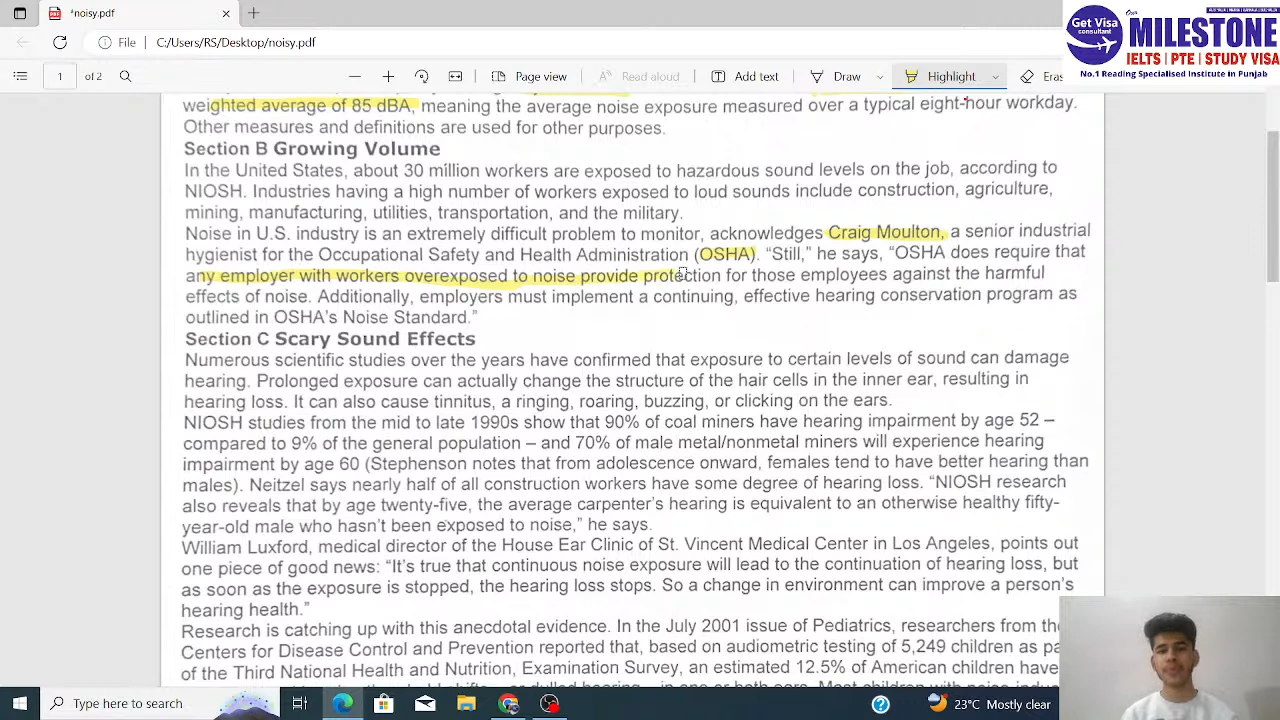 *noisy.pdf
File C:/Users/RS/Desktop/noisy.pdf
Get Visa
consultant
MILESTONE
IELTS | PTE | STUDY VISA
No.1 Reading Specialised Institute in Punjab
1 of 2 Page view Read aloud Add text Draw Highlight
weighted average of 85 dBA, meaning the average noise exposure measured over a typical eight-hour workday.
Other measures and definitions are used for other purposes.
Section B Growing Volume
In the United States, about 30 million workers are exposed to hazardous sound levels on the job, according to
NIOSH. Industries having a high number of workers exposed to loud sounds include construction, agriculture,
mining, manufacturing, utilities, transportation, and the military.
Noise in U.S. industry is an extremely difficult problem to monitor, acknowledges Craig Moulton, a senior industrial
hygienist for the Occupational Safety and Health Administration (OSHA). “Still,” he says, “OSHA does require that
any employer with workers overexposed to noise provide protection for those employees against the harmful
effects of noise. Additionally, employers must implement a continuing, effective hearing conservation program as
outlined in OSHA’s Noise Standard.”
Section C Scary Sound Effects
Numerous scientific studies over the years have confirmed that exposure to certain levels of sound can damage
hearing. Prolonged exposure can actually change the structure of the hair cells in the inner ear, resulting in
hearing loss. It can also cause tinnitus, a ringing, roaring, buzzing, or clicking on the ears.
NIOSH studies from the mid to late 1990s show that 90% of coal miners have hearing impairment by age 52 –
compared to 9% of the general population – and 70% of male metal/nonmetal miners will experience hearing
impairment by age 60 (Stephenson notes that from adolescence onward, females tend to have better hearing than
males). Neitzel says nearly half of all construction workers have some degree of hearing loss. “NIOSH research
also reveals that by age twenty-five, the average carpenter’s hearing is equivalent to an otherwise healthy fifty-
year-old male who hasn’t been exposed to noise,” he says.
William Luxford, medical director of the House Ear Clinic of St. Vincent Medical Center in Los Angeles, points out
one piece of good news: “It’s true that continuous noise exposure will lead to the continuation of hearing loss, but
as soon as the exposure is stopped, the hearing loss stops. So a change in environment can improve a person’s
hearing health.”
Research is catching up with this anecdotal evidence. In the July 2001 issue of Pediatrics, researchers from the
Centers for Disease Control and Prevention reported that, based on audiometric testing of 5,249 children as pa
of the Third National Health and Nutrition, Examination Survey, an estimated 12.5% of American children have
Type here to search
23°C Mostly clear